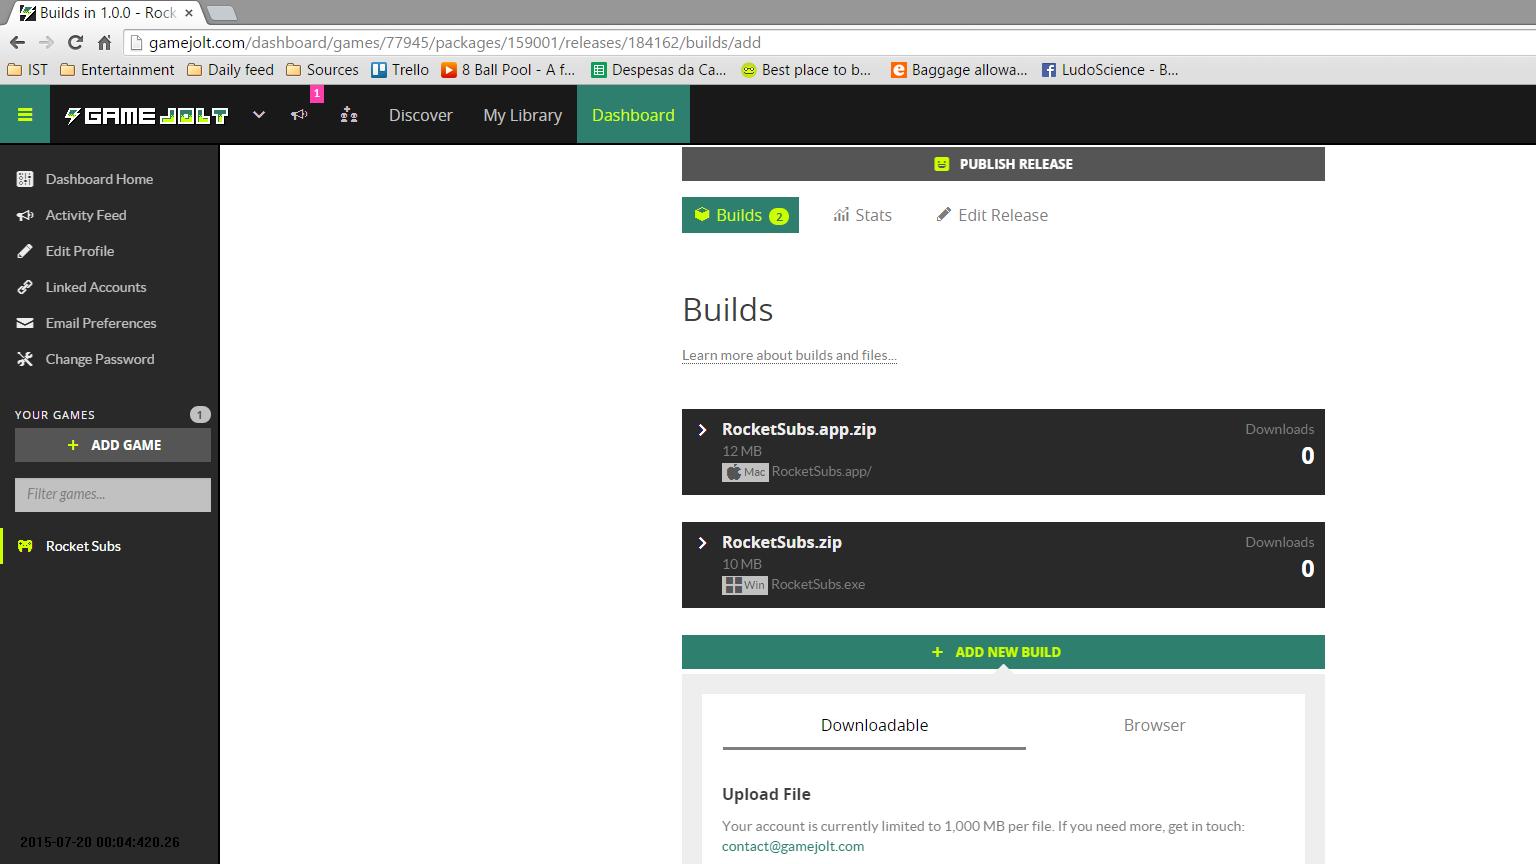 Builds in 1.0.0 - Rock
gamejolt.com/dashboard/games/77945/packages/159001/releases/184162/builds/add
IST Entertainment Daily feed Sources Trello 8 Ball Pool - A f... Despesas da Ca... Best place to b... Baggage allowa... LudoScience - B...
GAME JOLT 1 Discover My Library Dashboard
Dashboard Home
Activity Feed
Edit Profile
Linked Accounts
Email Preferences
Change Password
YOUR GAMES 1
+ ADD GAME
Filter games...
Rocket Subs
2015-07-20 00:04:420.26
PUBLISH RELEASE
Builds 2 Stats Edit Release
Builds
Learn more about builds and files...
RocketSubs.app.zip Downloads
12 MB 0
Mac RocketSubs.app/
RocketSubs.zip Downloads
10 MB 0
Win RocketSubs.exe
+ ADD NEW BUILD
Downloadable Browser
Upload File
Your account is currently limited to 1,000 MB per file. If you need more, get in touch:
contact@gamejolt.com